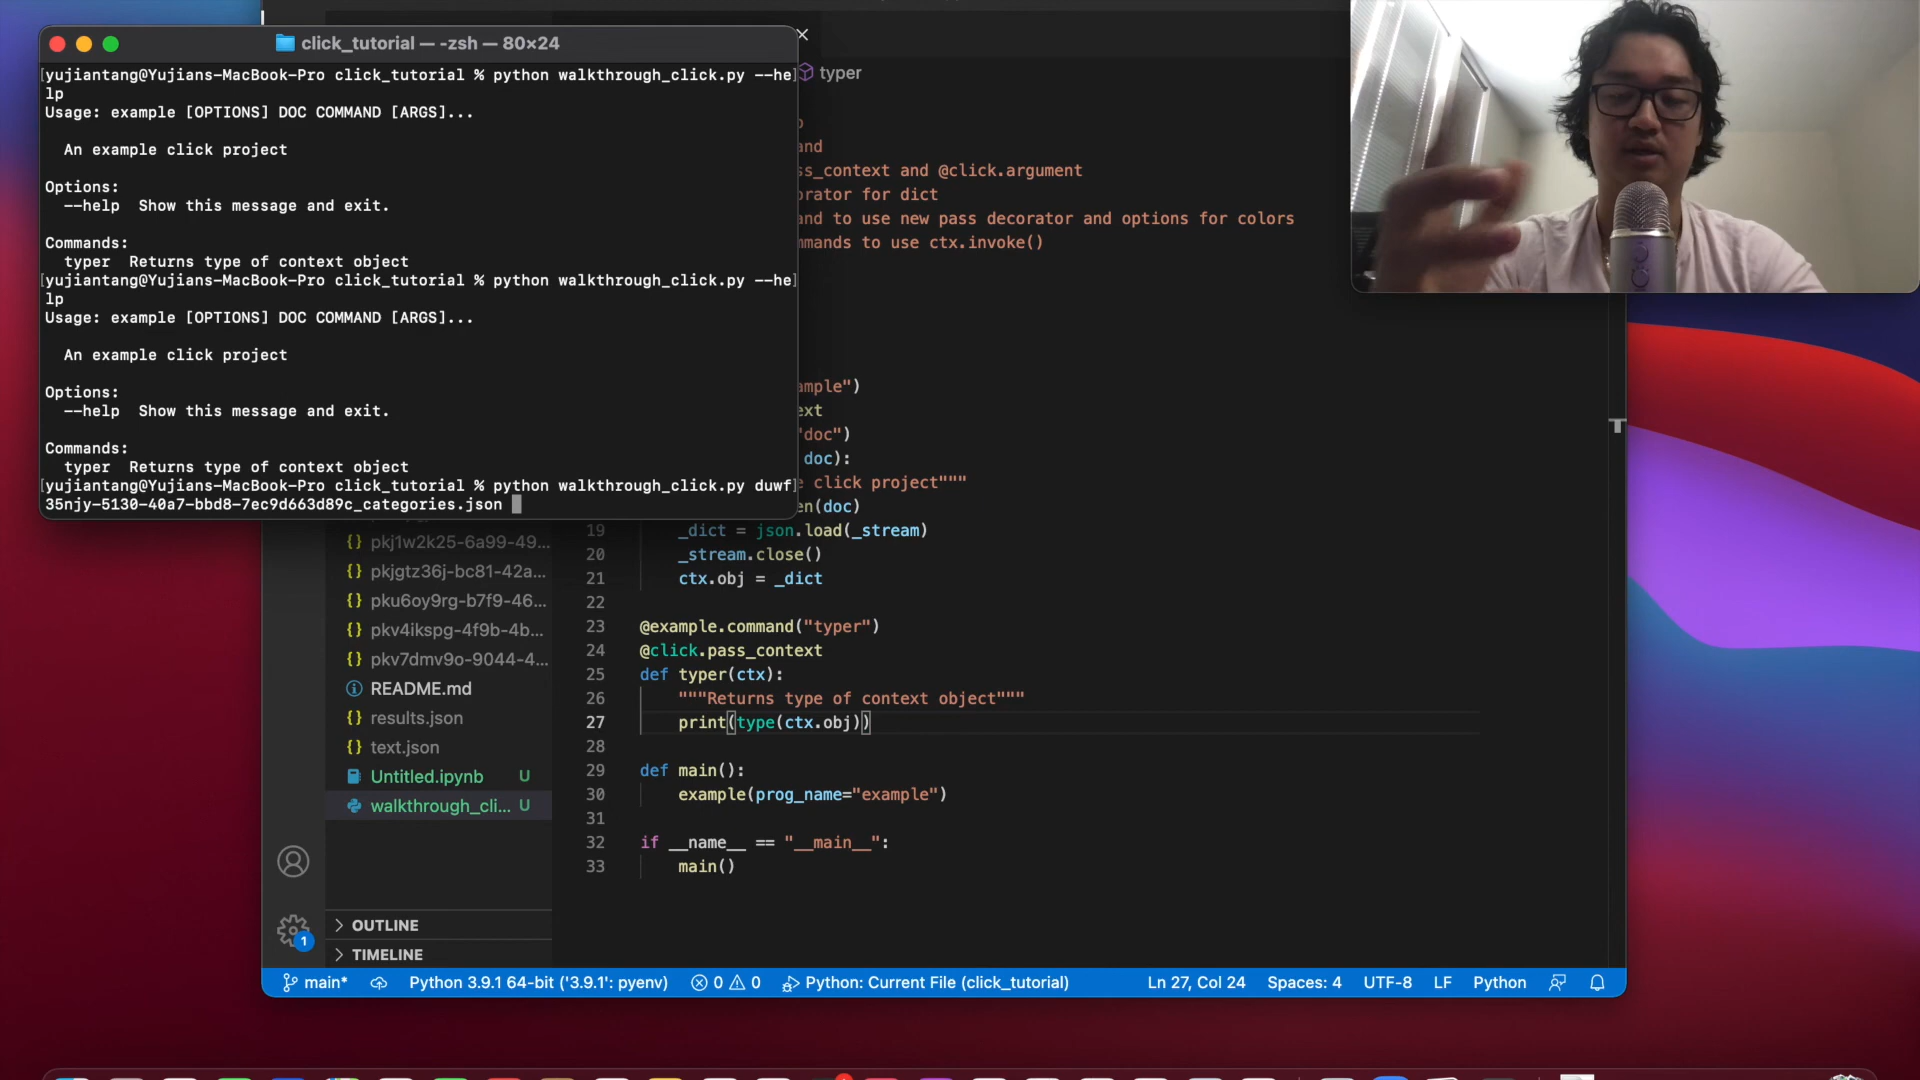 click_tutorial — -zsh — 80×24
[yujiantang@Yujians-MacBook-Pro click_tutorial % python walkthrough_click.py --he]
lp
Usage: example [OPTIONS] DOC COMMAND [ARGS]...
An example click project
Options:
--help  Show this message and exit.
Commands:
typer  Returns type of context object
[yujiantang@Yujians-MacBook-Pro click_tutorial % python walkthrough_click.py --he]
lp
Usage: example [OPTIONS] DOC COMMAND [ARGS]...
An example click project
Options:
--help  Show this message and exit.
Commands:
typer  Returns type of context object
[yujiantang@Yujians-MacBook-Pro click_tutorial % python walkthrough_click.py duwf]
35njy-5130-40a7-bbd8-7ec9d663d89c_categories.json
typer
and
ss_context and @click.argument
orator for dict
and to use new pass decorator and options for colors
mmands to use ctx.invoke()
ample")
ext
"doc")
doc):
e click project"""
en(doc)
19 _dict = json.load(_stream)
20 _stream.close()
21 ctx.obj = _dict
22
23 @example.command("typer")
24 @click.pass_context
25 def typer(ctx):
26 """Returns type of context object"""
27 print(type(ctx.obj))
28
29 def main():
30 example(prog_name="example")
31
32 if __name__ == "__main__":
33 main()
{} pkj1w2k25-6a99-49...
{} pkjgtz36j-bc81-42a...
{} pku6oy9rg-b7f9-46...
{} pkv4ikspg-4f9b-4b...
{} pkv7dmv9o-9044-4...
README.md
{} results.json
{} text.json
Untitled.ipynb U
walkthrough_cli... U
OUTLINE
TIMELINE
1
main* Python 3.9.1 64-bit ('3.9.1': pyenv) 0 0 Python: Current File (click_tutorial) Ln 27, Col 24 Spaces: 4 UTF-8 LF Python